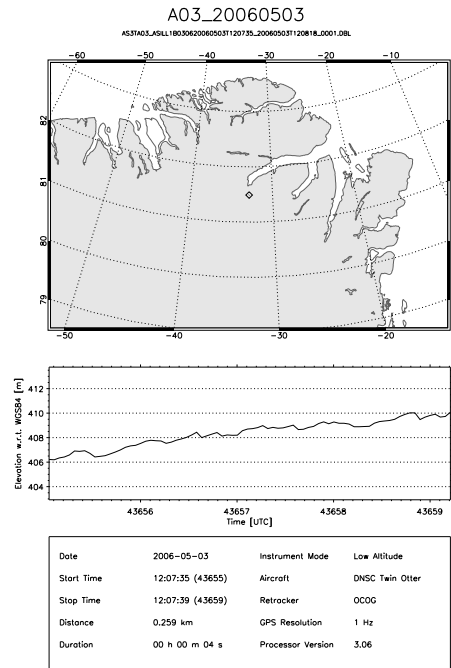 A03_20060503
AS3TA03_ASILL1B030620060503T120735_20060503T120818_0001.DBL
-60 -50 -40 -30 -20 -10
82
81
80
79
-50 -40 -30 -20
Elevation w.r.t. WGS84 [m]
412
410
408
406
404
43656 43657 43658 43659
Time [UTC]
Date 2006-05-03 Instrument Mode Low Altitude
Start Time 12:07:35 (43655) Aircraft DNSC Twin Otter
Stop Time 12:07:39 (43659) Retracker OCOG
Distance 0.259 km GPS Resolution 1 Hz
Duration 00 h 00 m 04 s Processor Version 3.06